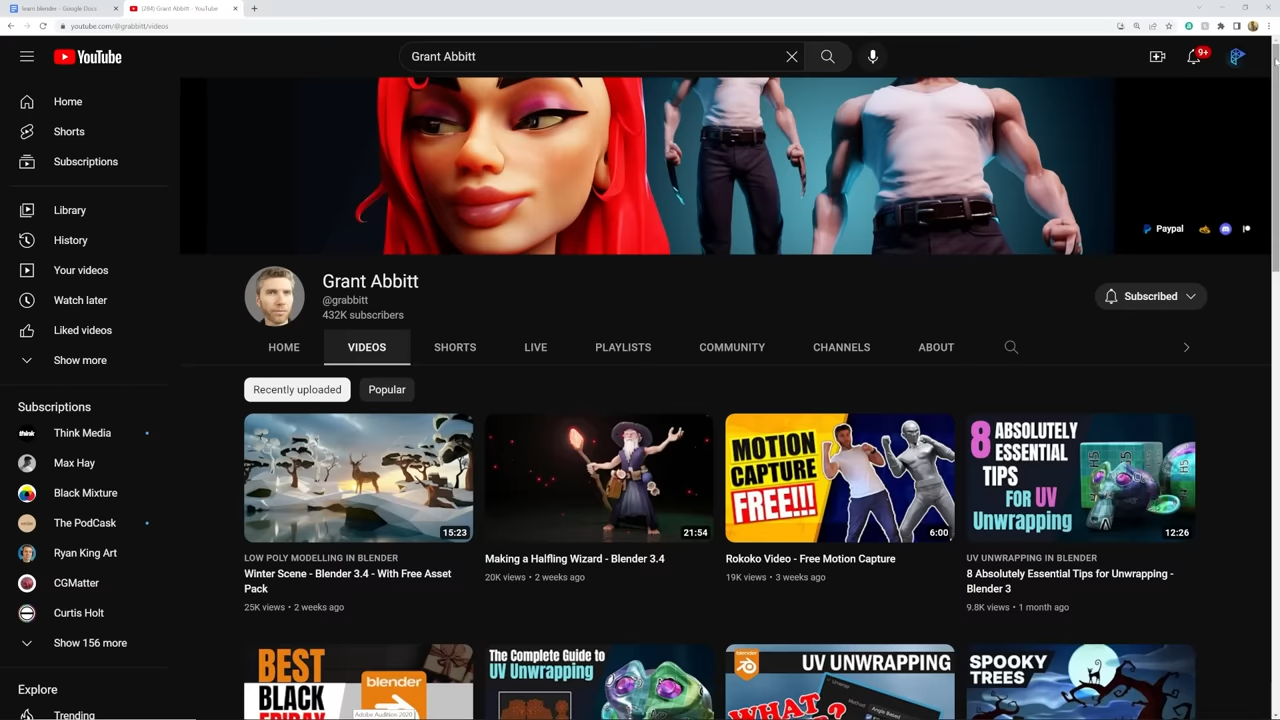 learn blender - Google Docs
(284) Grant Abbitt - YouTube
youtube.com/@grabbitt/videos
YouTube
Grant Abbitt
9+
Home
Shorts
Subscriptions
Library
History
Your videos
Watch later
Liked videos
Show more
Subscriptions
Think Media
Max Hay
Black Mixture
The PodCask
Ryan King Art
CGMatter
Curtis Holt
Show 156 more
Explore
Trending
Paypal
Grant Abbitt
@grabbitt
432K subscribers
Subscribed
HOME
VIDEOS
SHORTS
LIVE
PLAYLISTS
COMMUNITY
CHANNELS
ABOUT
Recently uploaded
Popular
15:23
LOW POLY MODELLING IN BLENDER
Winter Scene - Blender 3.4 - With Free Asset
Pack
25K views • 2 weeks ago
21:54
Making a Halfling Wizard - Blender 3.4
20K views • 2 weeks ago
MOTION
CAPTURE
FREE!!!
6:00
Rokoko Video - Free Motion Capture
19K views • 3 weeks ago
8 ABSOLUTELY
ESSENTIAL
TIPS
FOR UV
Unwrapping
12:26
UV UNWRAPPING IN BLENDER
8 Absolutely Essential Tips for Unwrapping -
Blender 3
9.8K views • 1 month ago
BEST
BLACK
FRIDAY
blender
Adobe Audition 2020
The Complete Guide to
UV Unwrapping
blender
UV UNWRAPPING
WHAT
SPOOKY
TREES